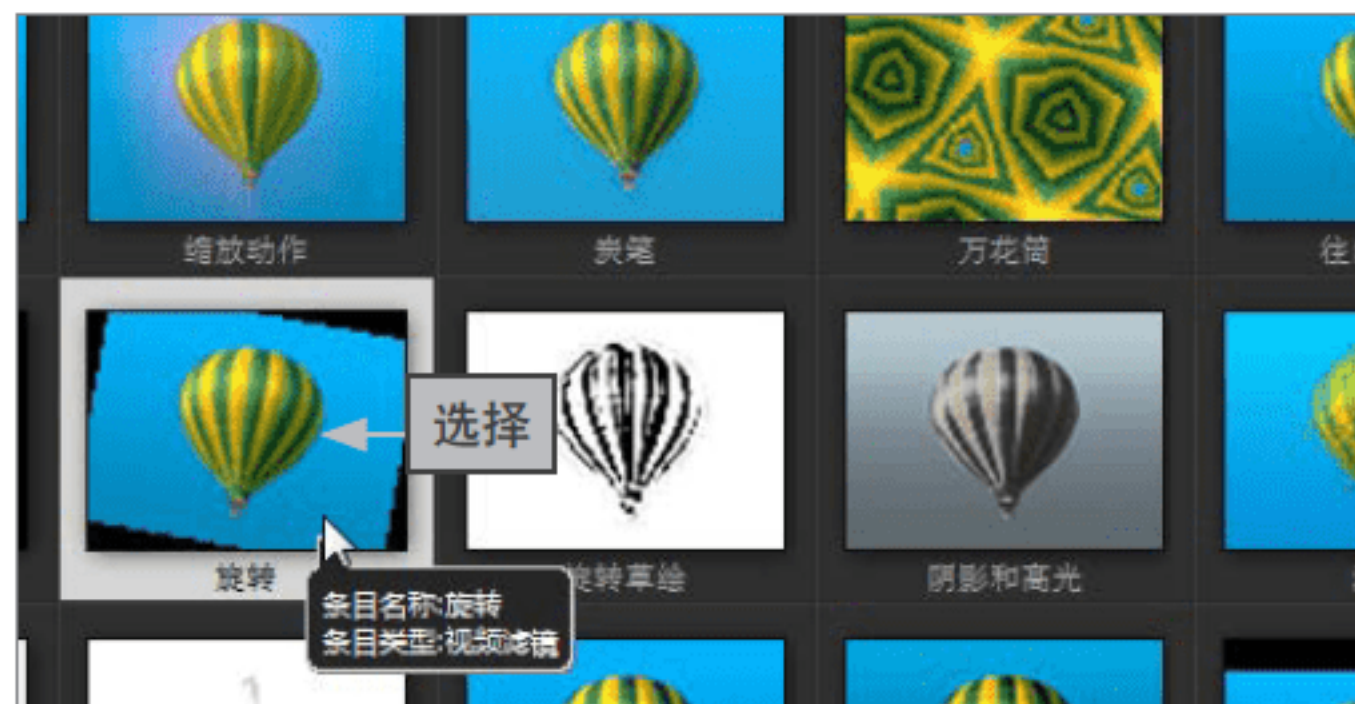 缩放动作
炭笔
万花筒
往
选择
旋转
旋转草绘
阴影和高光
条目名称:旋转
条目类型:视频滤镜